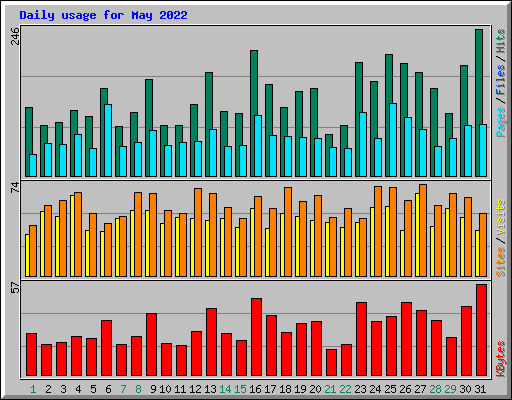 Daily usage for May 2022
246
Pages / Files / Hits
74
Sites / Visits
57
KBytes
1 2 3 4 5 6 7 8 9 10 11 12 13 14 15 16 17 18 19 20 21 22 23 24 25 26 27 28 29 30 31